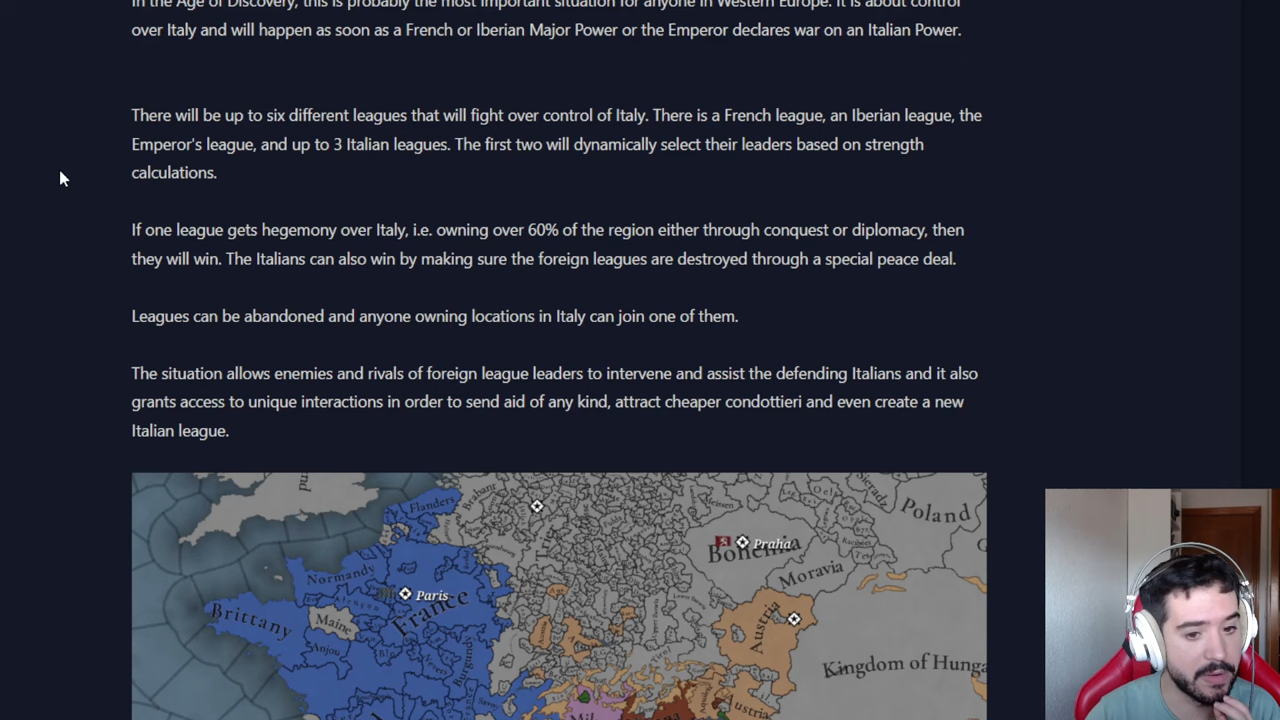 In the Age of Discovery, this is probably the most important situation for anyone in Western Europe. It is about control
over Italy and will happen as soon as a French or Iberian Major Power or the Emperor declares war on an Italian Power.
There will be up to six different leagues that will fight over control of Italy. There is a French league, an Iberian league, the
Emperor's league, and up to 3 Italian leagues. The first two will dynamically select their leaders based on strength
calculations.
If one league gets hegemony over Italy, i.e. owning over 60% of the region either through conquest or diplomacy, then
they will win. The Italians can also win by making sure the foreign leagues are destroyed through a special peace deal.
Leagues can be abandoned and anyone owning locations in Italy can join one of them.
The situation allows enemies and rivals of foreign league leaders to intervene and assist the defending Italians and it also
grants access to unique interactions in order to send aid of any kind, attract cheaper condottieri and even create a new
Italian league.
Flanders
Brabant
Poland
Praha
Bohemia
Moravia
Normandy
Paris
France
Brittany
Maine
Anjou
Burgundy
Austria
Kingdom of Hunga
Austria
Mil